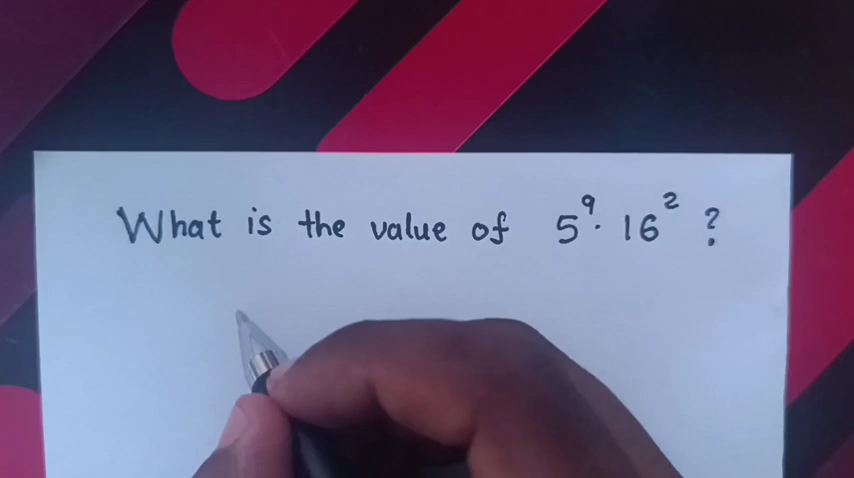 What is the value of 5⁹ · 16² ?